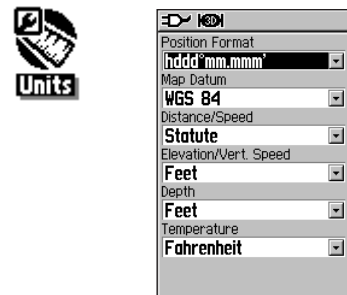 Units
3D
Position Format
hddd°mm.mmm'
Map Datum
WGS 84
Distance/Speed
Statute
Elevation/Vert. Speed
Feet
Depth
Feet
Temperature
Fahrenheit